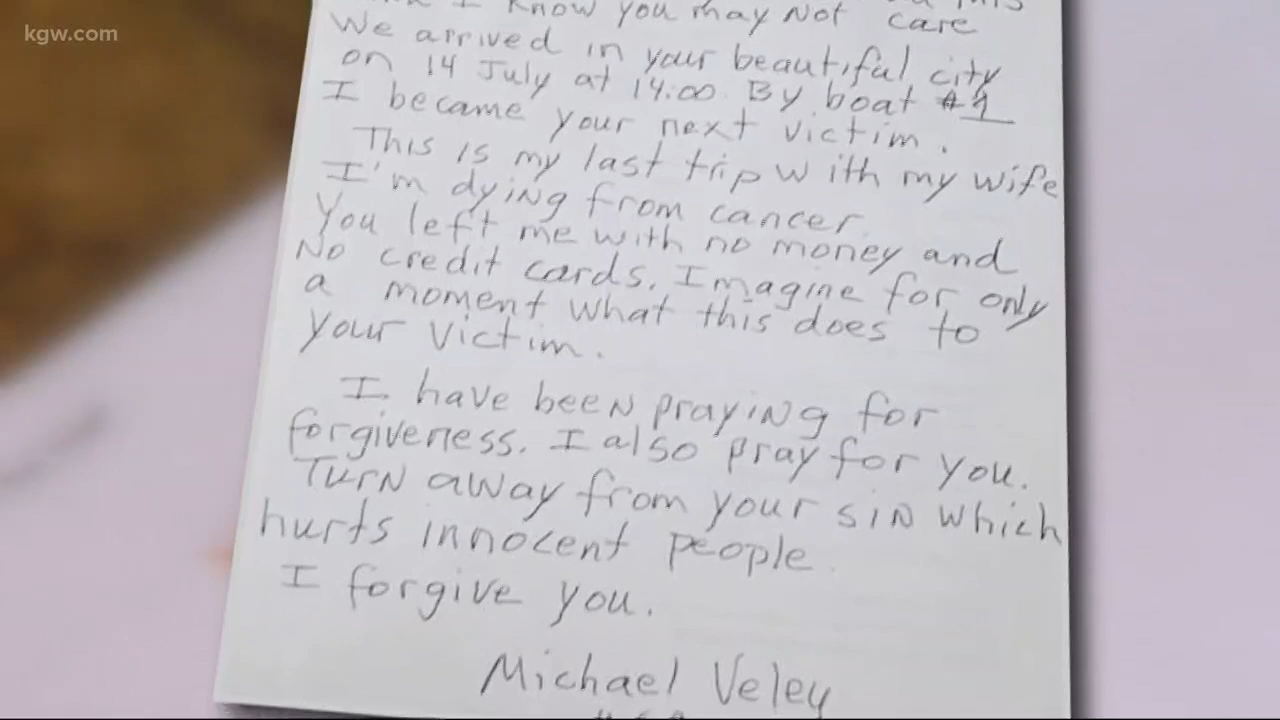 kgw.com
I know you may not care
We arrived in your beautiful city
on 14 July at 14:00. By boat #1
I became your next victim.
This is my last trip with my wife
I'm dying from cancer.
You left me with no money and
No credit cards. Imagine for only
a moment what this does to
your victim.
I have been praying for
forgiveness. I also pray for you.
Turn away from your sin which
hurts innocent people.
I forgive you.
Michael Veley